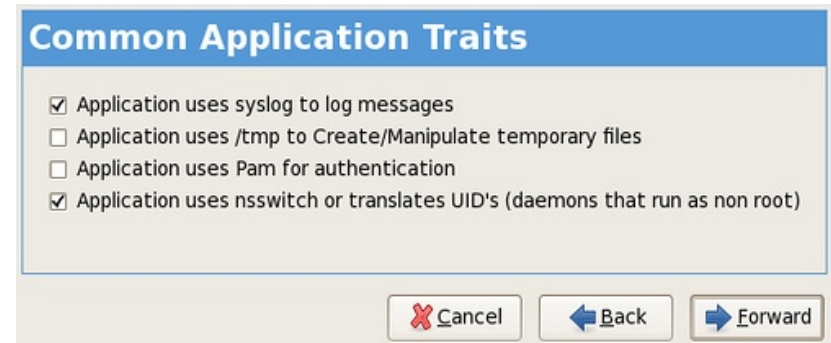 Common Application Traits
Application uses syslog to log messages
Application uses /tmp to Create/Manipulate temporary files
Application uses Pam for authentication
Application uses nsswitch or translates UID's (daemons that run as non root)
Cancel
Back
Forward